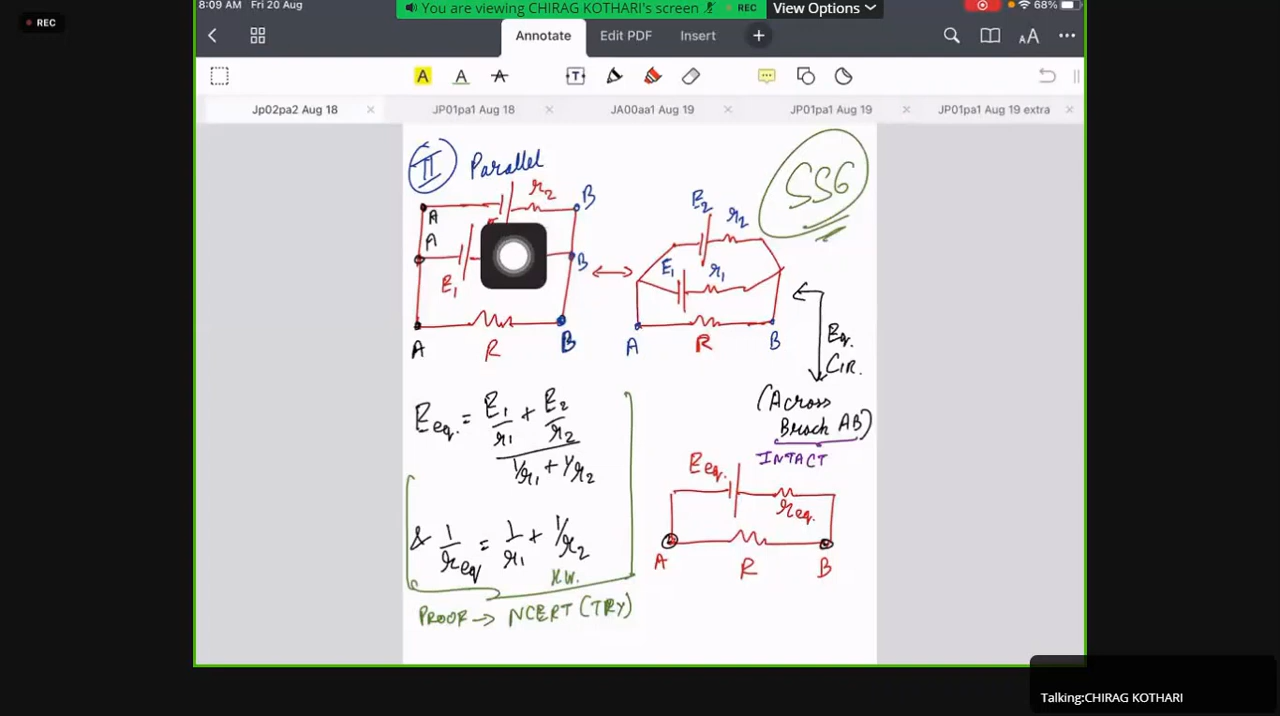 8:09 AM Fri 20 Aug
You are viewing CHIRAG KOTHARI's screen
REC
View Options
68%
REC
Annotate
Edit PDF
Insert
Jp02pa2 Aug 18
JP01pa1 Aug 18
JA00aa1 Aug 19
JP01pa1 Aug 19
JP01pa1 Aug 19 extra
II Parallel
SSG
r2 B
A
A
B
E1
A R B
E2 r2
E1 r1
A R B
Eq.
CIR.
(Across
Brach AB)
INTACT
Eeq. = E1/r1 + E2/r2
1/r1 + 1/r2
& 1/req = 1/r1 + 1/r2
H.W.
PROOF → NCERT (TRY)
Eeq.
req.
A R B
Talking:CHIRAG KOTHARI